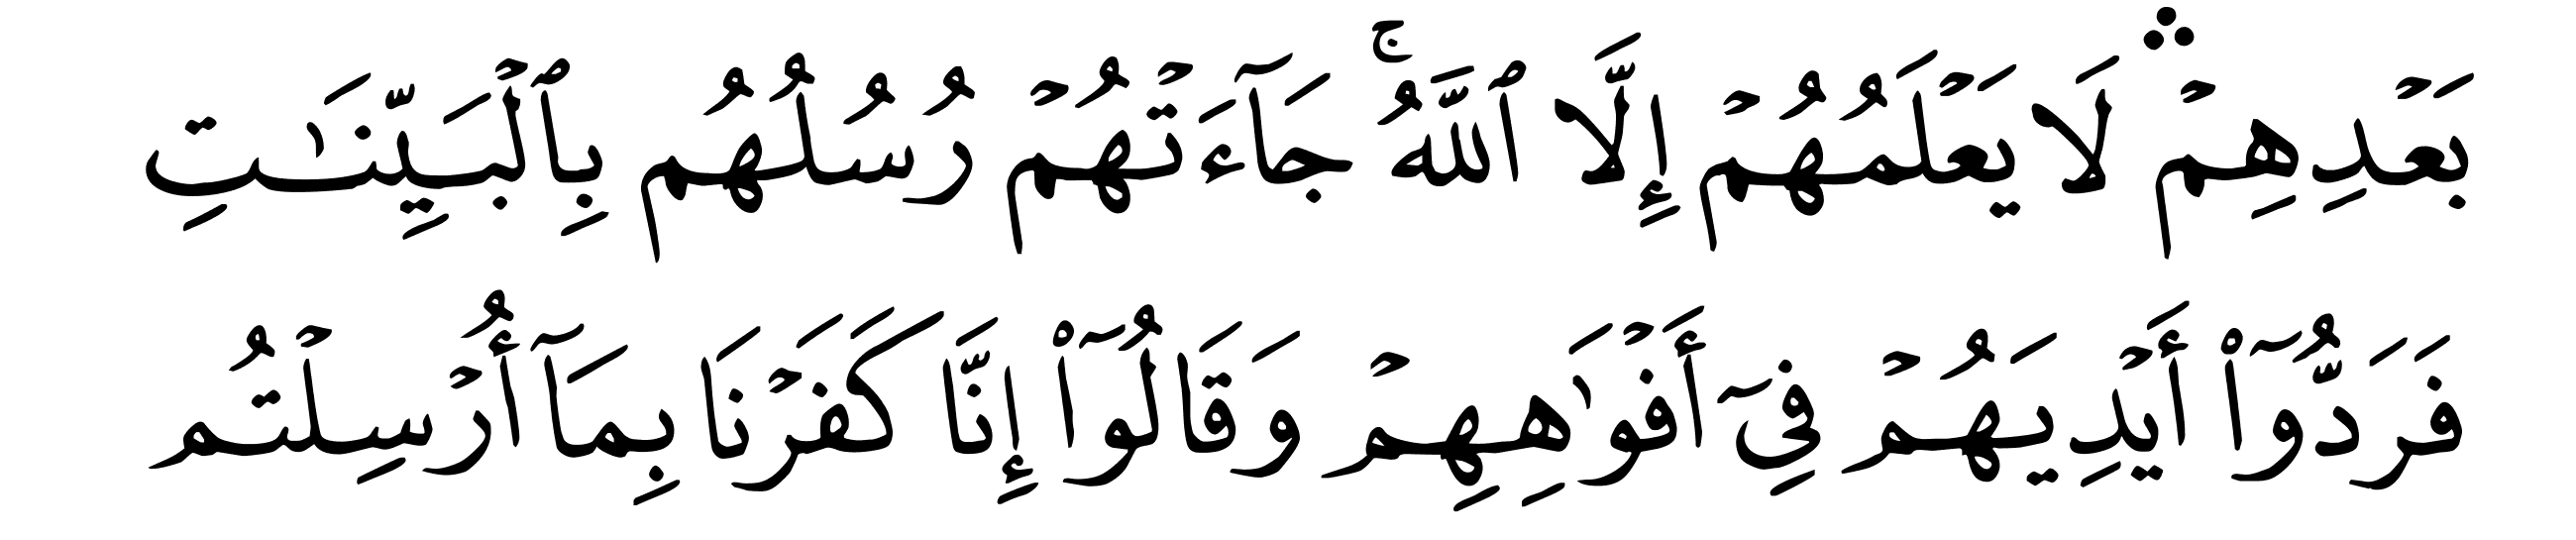 بَعۡدِهِمۡۛ لَا يَعۡلَمُهُمۡ إِلَّا ٱللَّهُۚ جَآءَتۡهُمۡ رُسُلُهُم بِٱلۡبَيِّنَٰتِ
فَرَدُّوٓاْ أَيۡدِيَهُمۡ فِيٓ أَفۡوَٰهِهِمۡ وَقَالُوٓاْ إِنَّا كَفَرۡنَا بِمَآ أُرۡسِلۡتُم